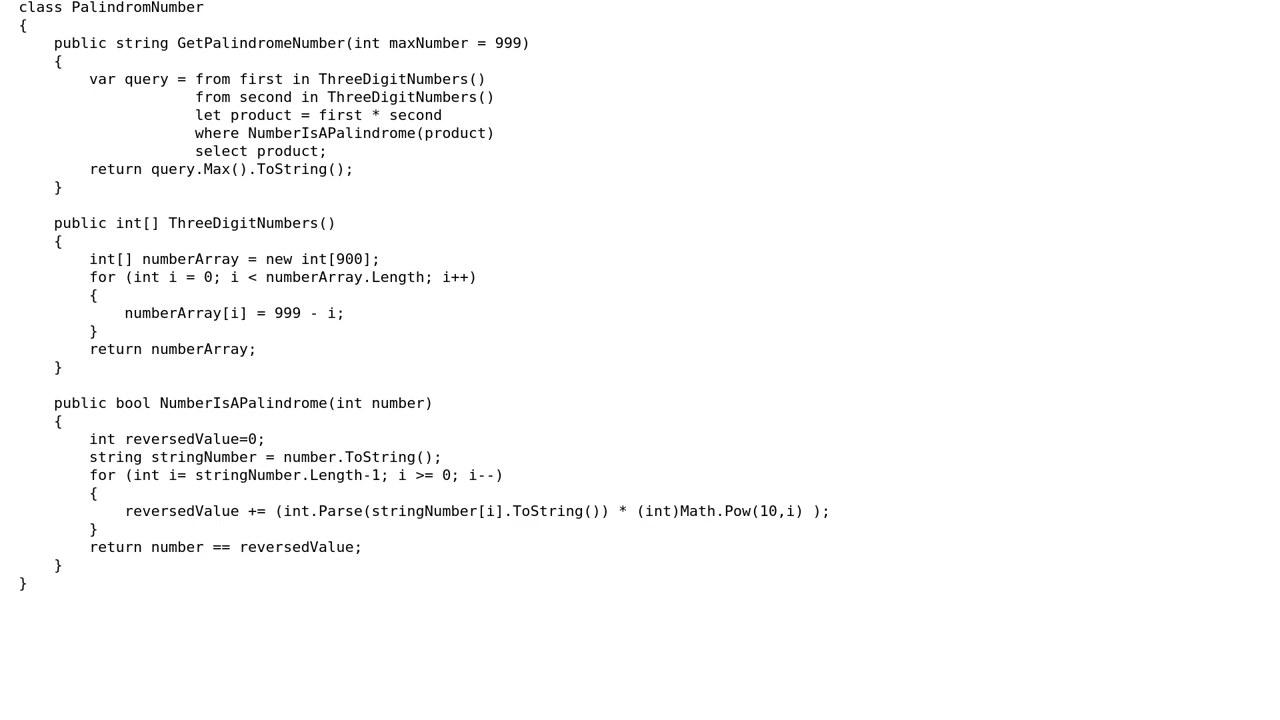 class PalindromNumber
{
    public string GetPalindromeNumber(int maxNumber = 999)
    {
        var query = from first in ThreeDigitNumbers()
                    from second in ThreeDigitNumbers()
                    let product = first * second
                    where NumberIsAPalindrome(product)
                    select product;
        return query.Max().ToString();
    }

    public int[] ThreeDigitNumbers()
    {
        int[] numberArray = new int[900];
        for (int i = 0; i < numberArray.Length; i++)
        {
            numberArray[i] = 999 - i;
        }
        return numberArray;
    }

    public bool NumberIsAPalindrome(int number)
    {
        int reversedValue=0;
        string stringNumber = number.ToString();
        for (int i= stringNumber.Length-1; i >= 0; i--)
        {
            reversedValue += (int.Parse(stringNumber[i].ToString()) * (int)Math.Pow(10,i) );
        }
        return number == reversedValue;
    }
}